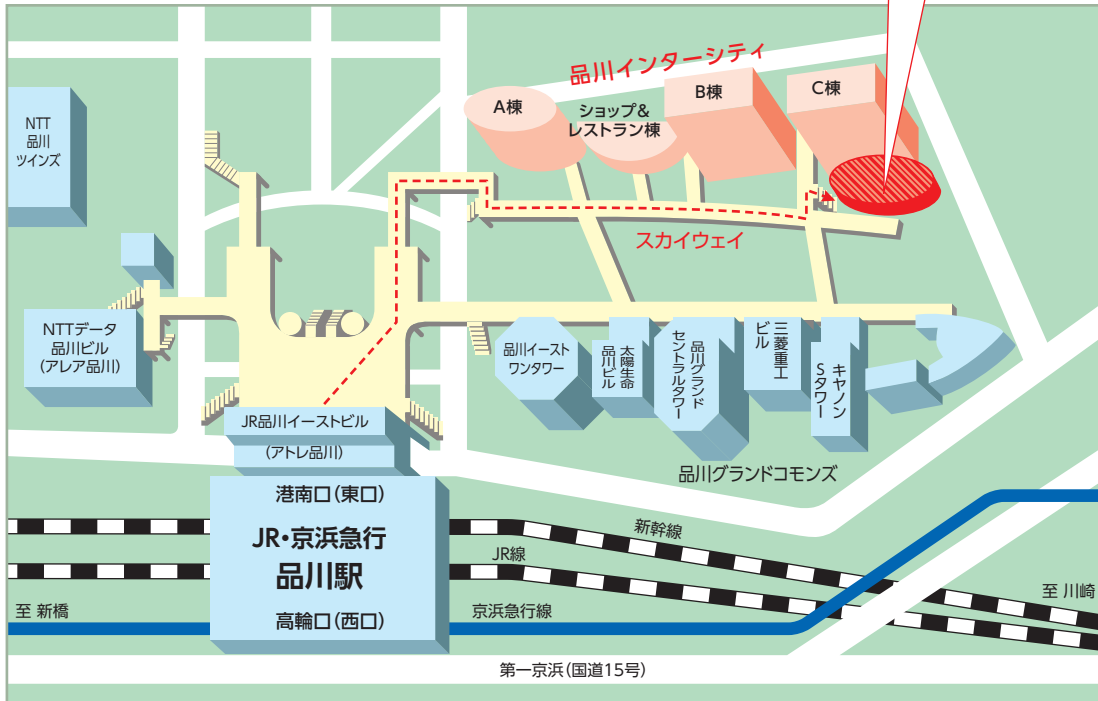 品川インターシティ
A棟
ショップ&
レストラン棟
B棟
C棟
NTT
品川
ツインズ
スカイウェイ
NTTデータ
品川ビル
(アレア品川)
品川イースト
ワンタワー
太陽生命
品川ビル
品川グランド
セントラルタワー
三菱重工
ビル
キヤノン
Sタワー
JR品川イーストビル
(アトレ品川)
品川グランドコモンズ
港南口(東口)
JR・京浜急行
品川駅
高輪口(西口)
新幹線
JR線
京浜急行線
至 新橋
至 川崎
第一京浜(国道15号)